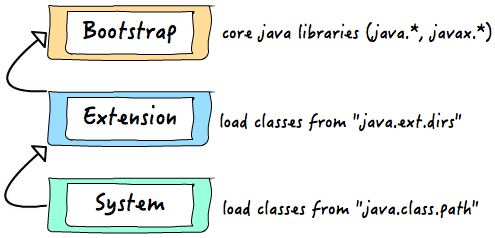 Bootstrap
core java libraries (java.*, javax.*)
Extension
load classes from "java.ext.dirs"
System
load classes from "java.class.path"